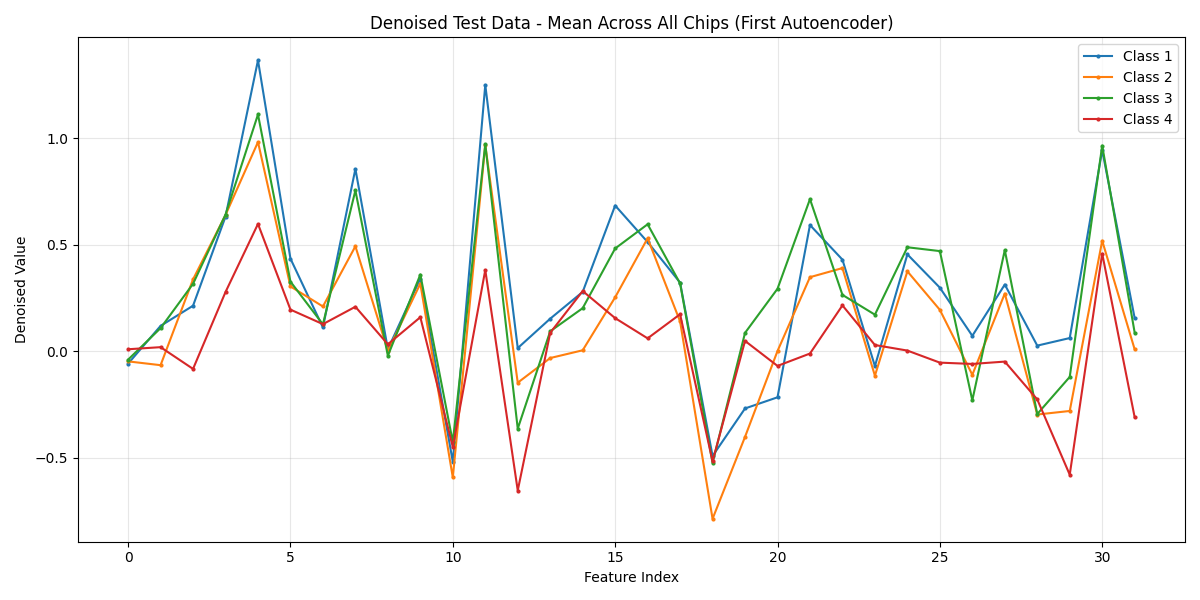 Denoised Test Data - Mean Across All Chips (First Autoencoder)
Class 1
Class 2
Class 3
Class 4
Denoised Value
1.0
0.5
0.0
−0.5
0 5 10 15 20 25 30
Feature Index